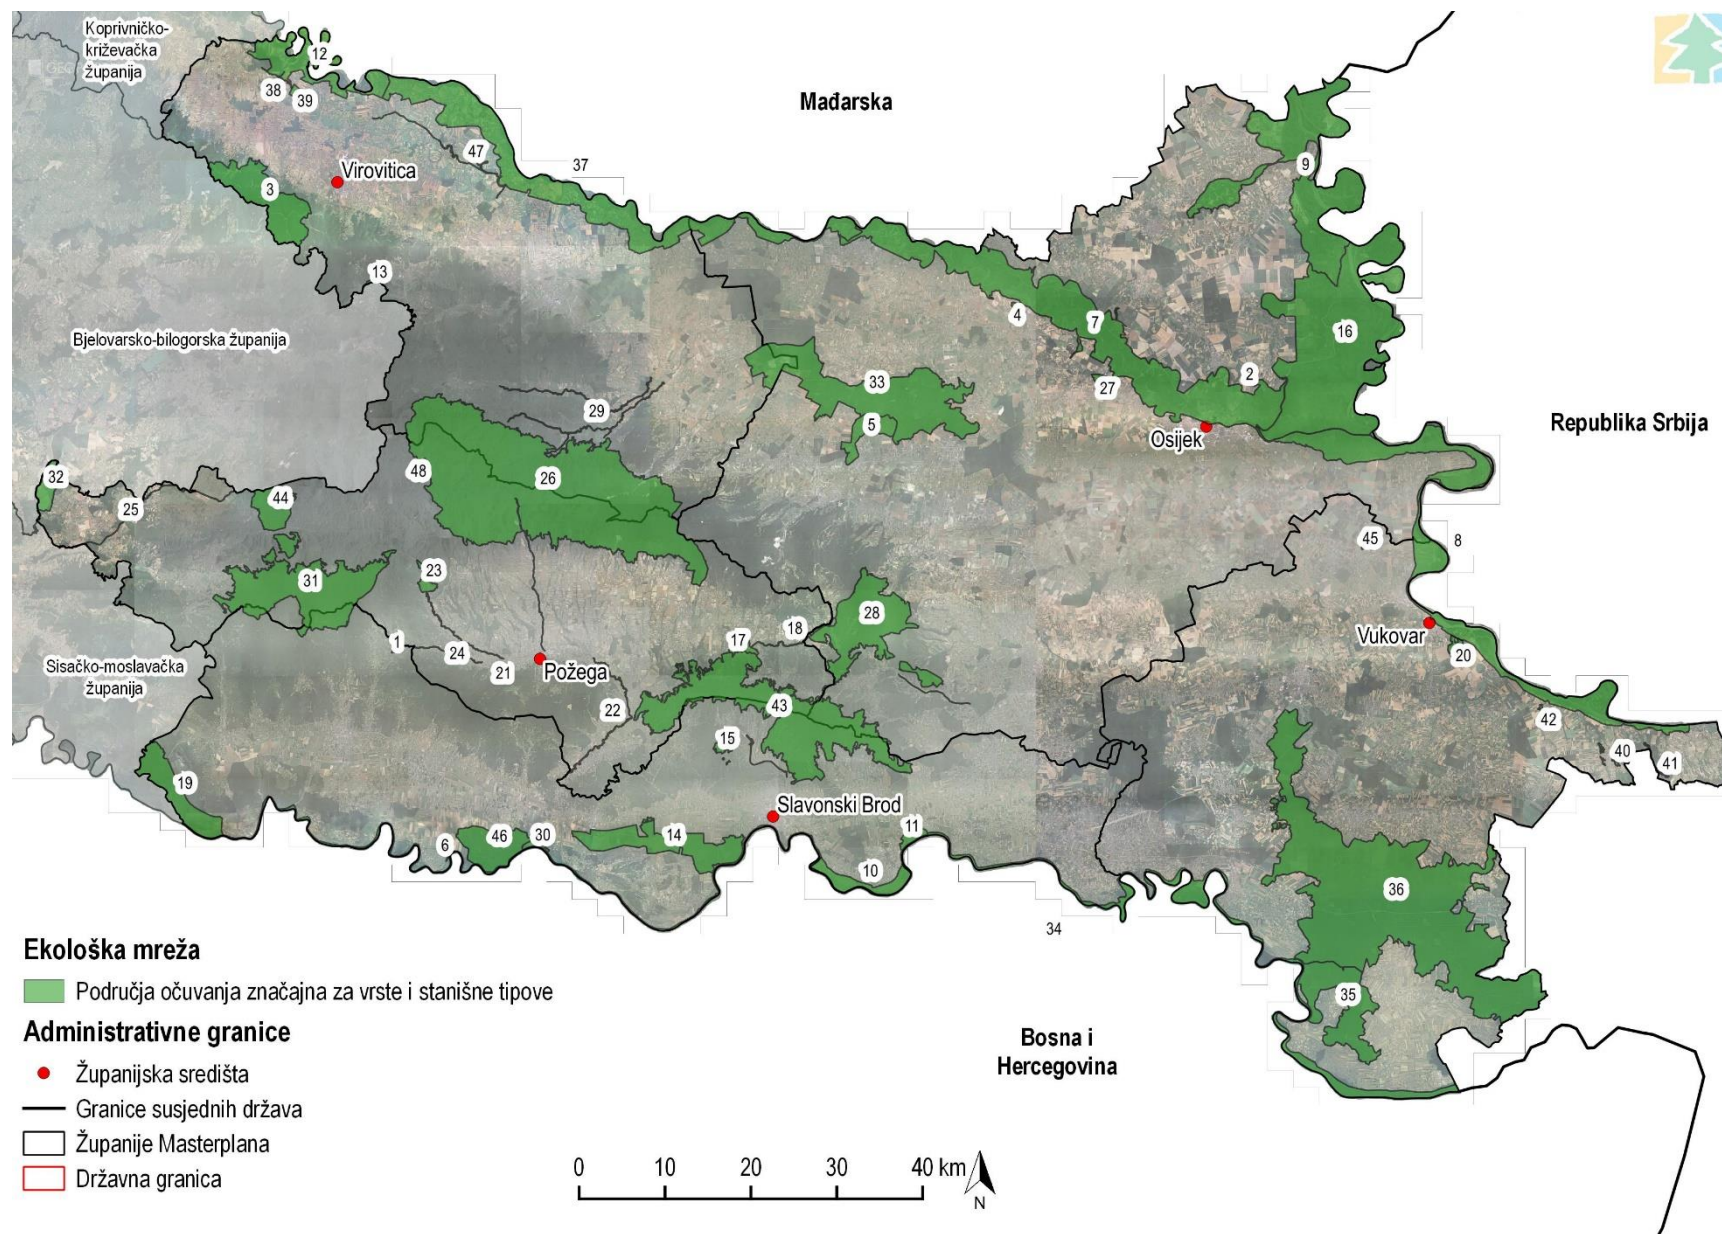 Koprivničko-
križevačka
županija
12
38
39
Mađarska
47
37
9
Virovitica
3
13
4
7
16
Bjelovarsko-bilogorska županija
2
33
27
29
5
Republika Srbija
Osijek
32
48
26
44
25
45
8
23
31
28
18
17
1
Vukovar
24
20
Sisačko-moslavačka
županija
21
Požega
22
43
42
15
40
41
19
Slavonski Brod
11
14
46
30
6
10
36
34
Ekološka mreža
Područja očuvanja značajna za vrste i stanišne tipove
35
Administrativne granice
Bosna i
Hercegovina
Županijska središta
Granice susjednih država
Županije Masterplana
Državna granica
0 10 20 40 km
N